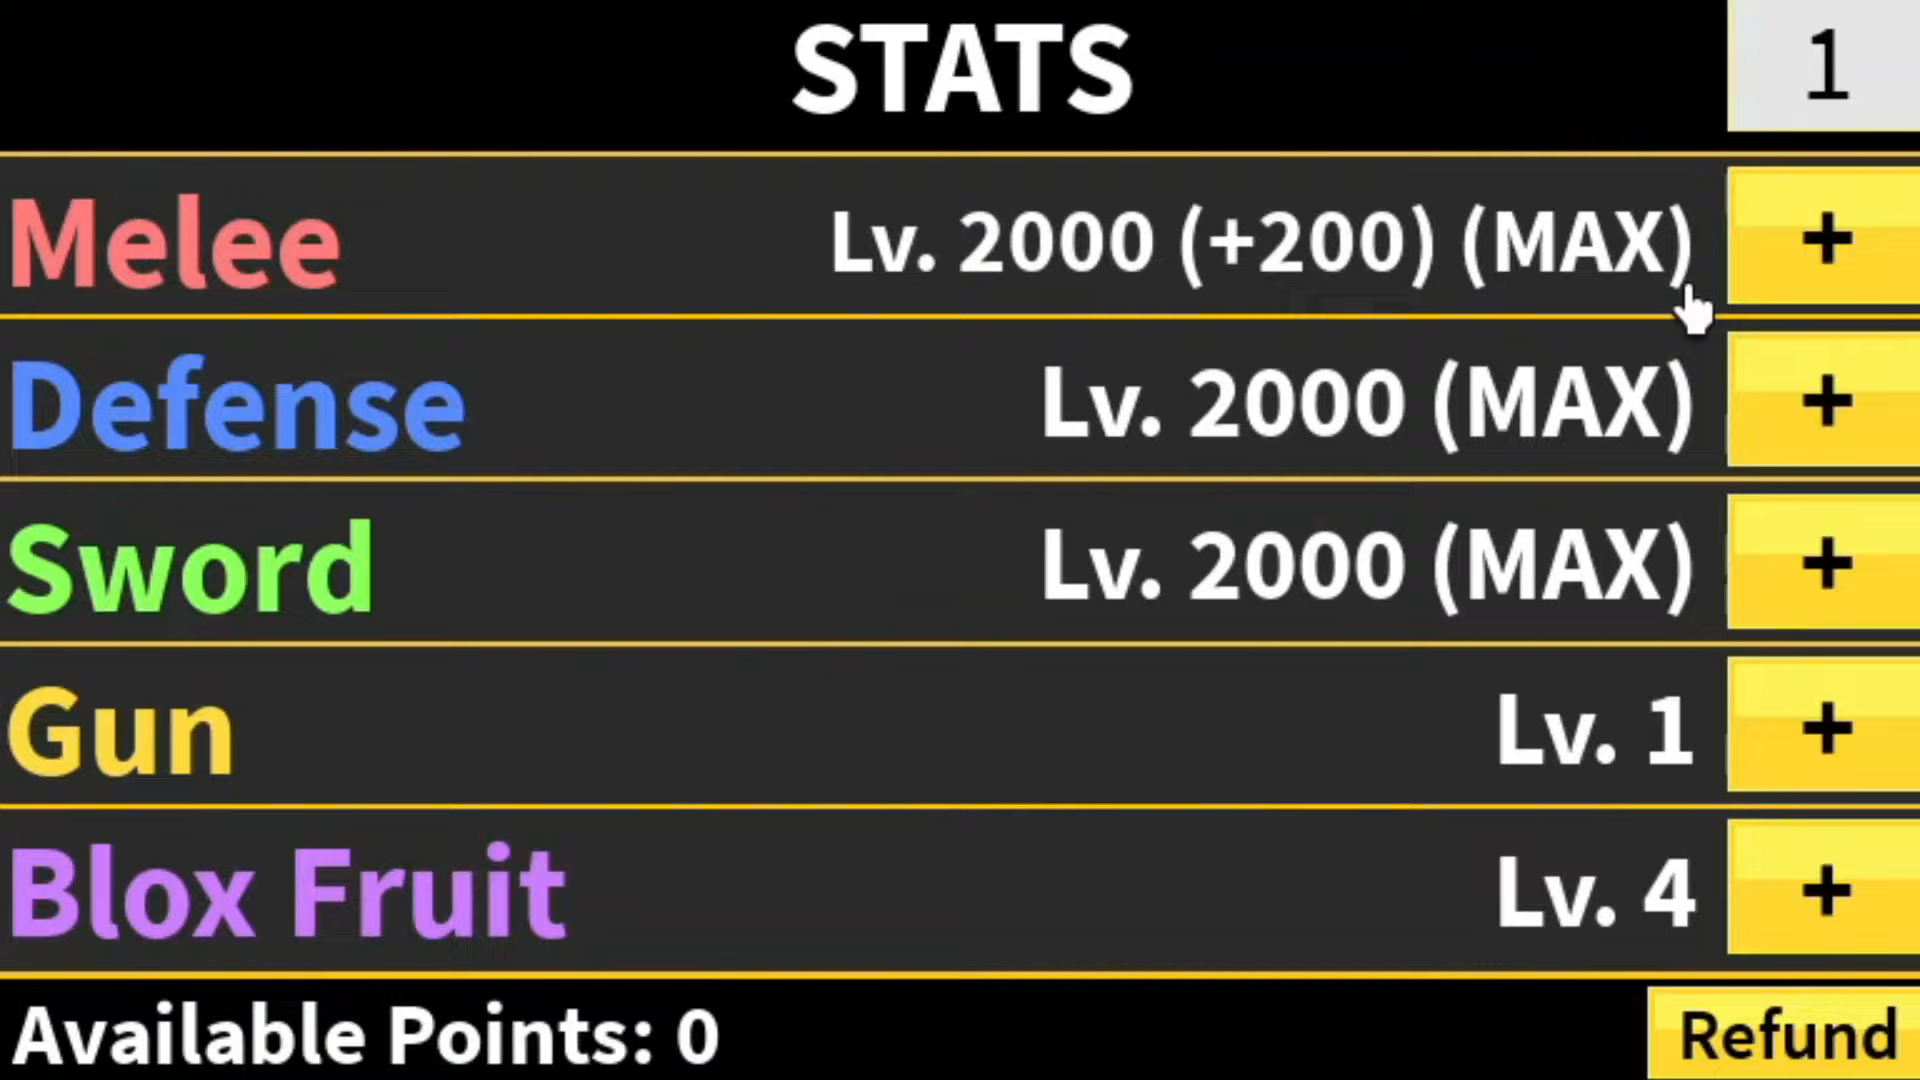 STATS 1
Melee Lv. 2000 (+200) (MAX) +
Defense Lv. 2000 (MAX) +
Sword Lv. 2000 (MAX) +
Gun Lv. 1 +
Blox Fruit Lv. 4 +
Available Points: 0 Refund